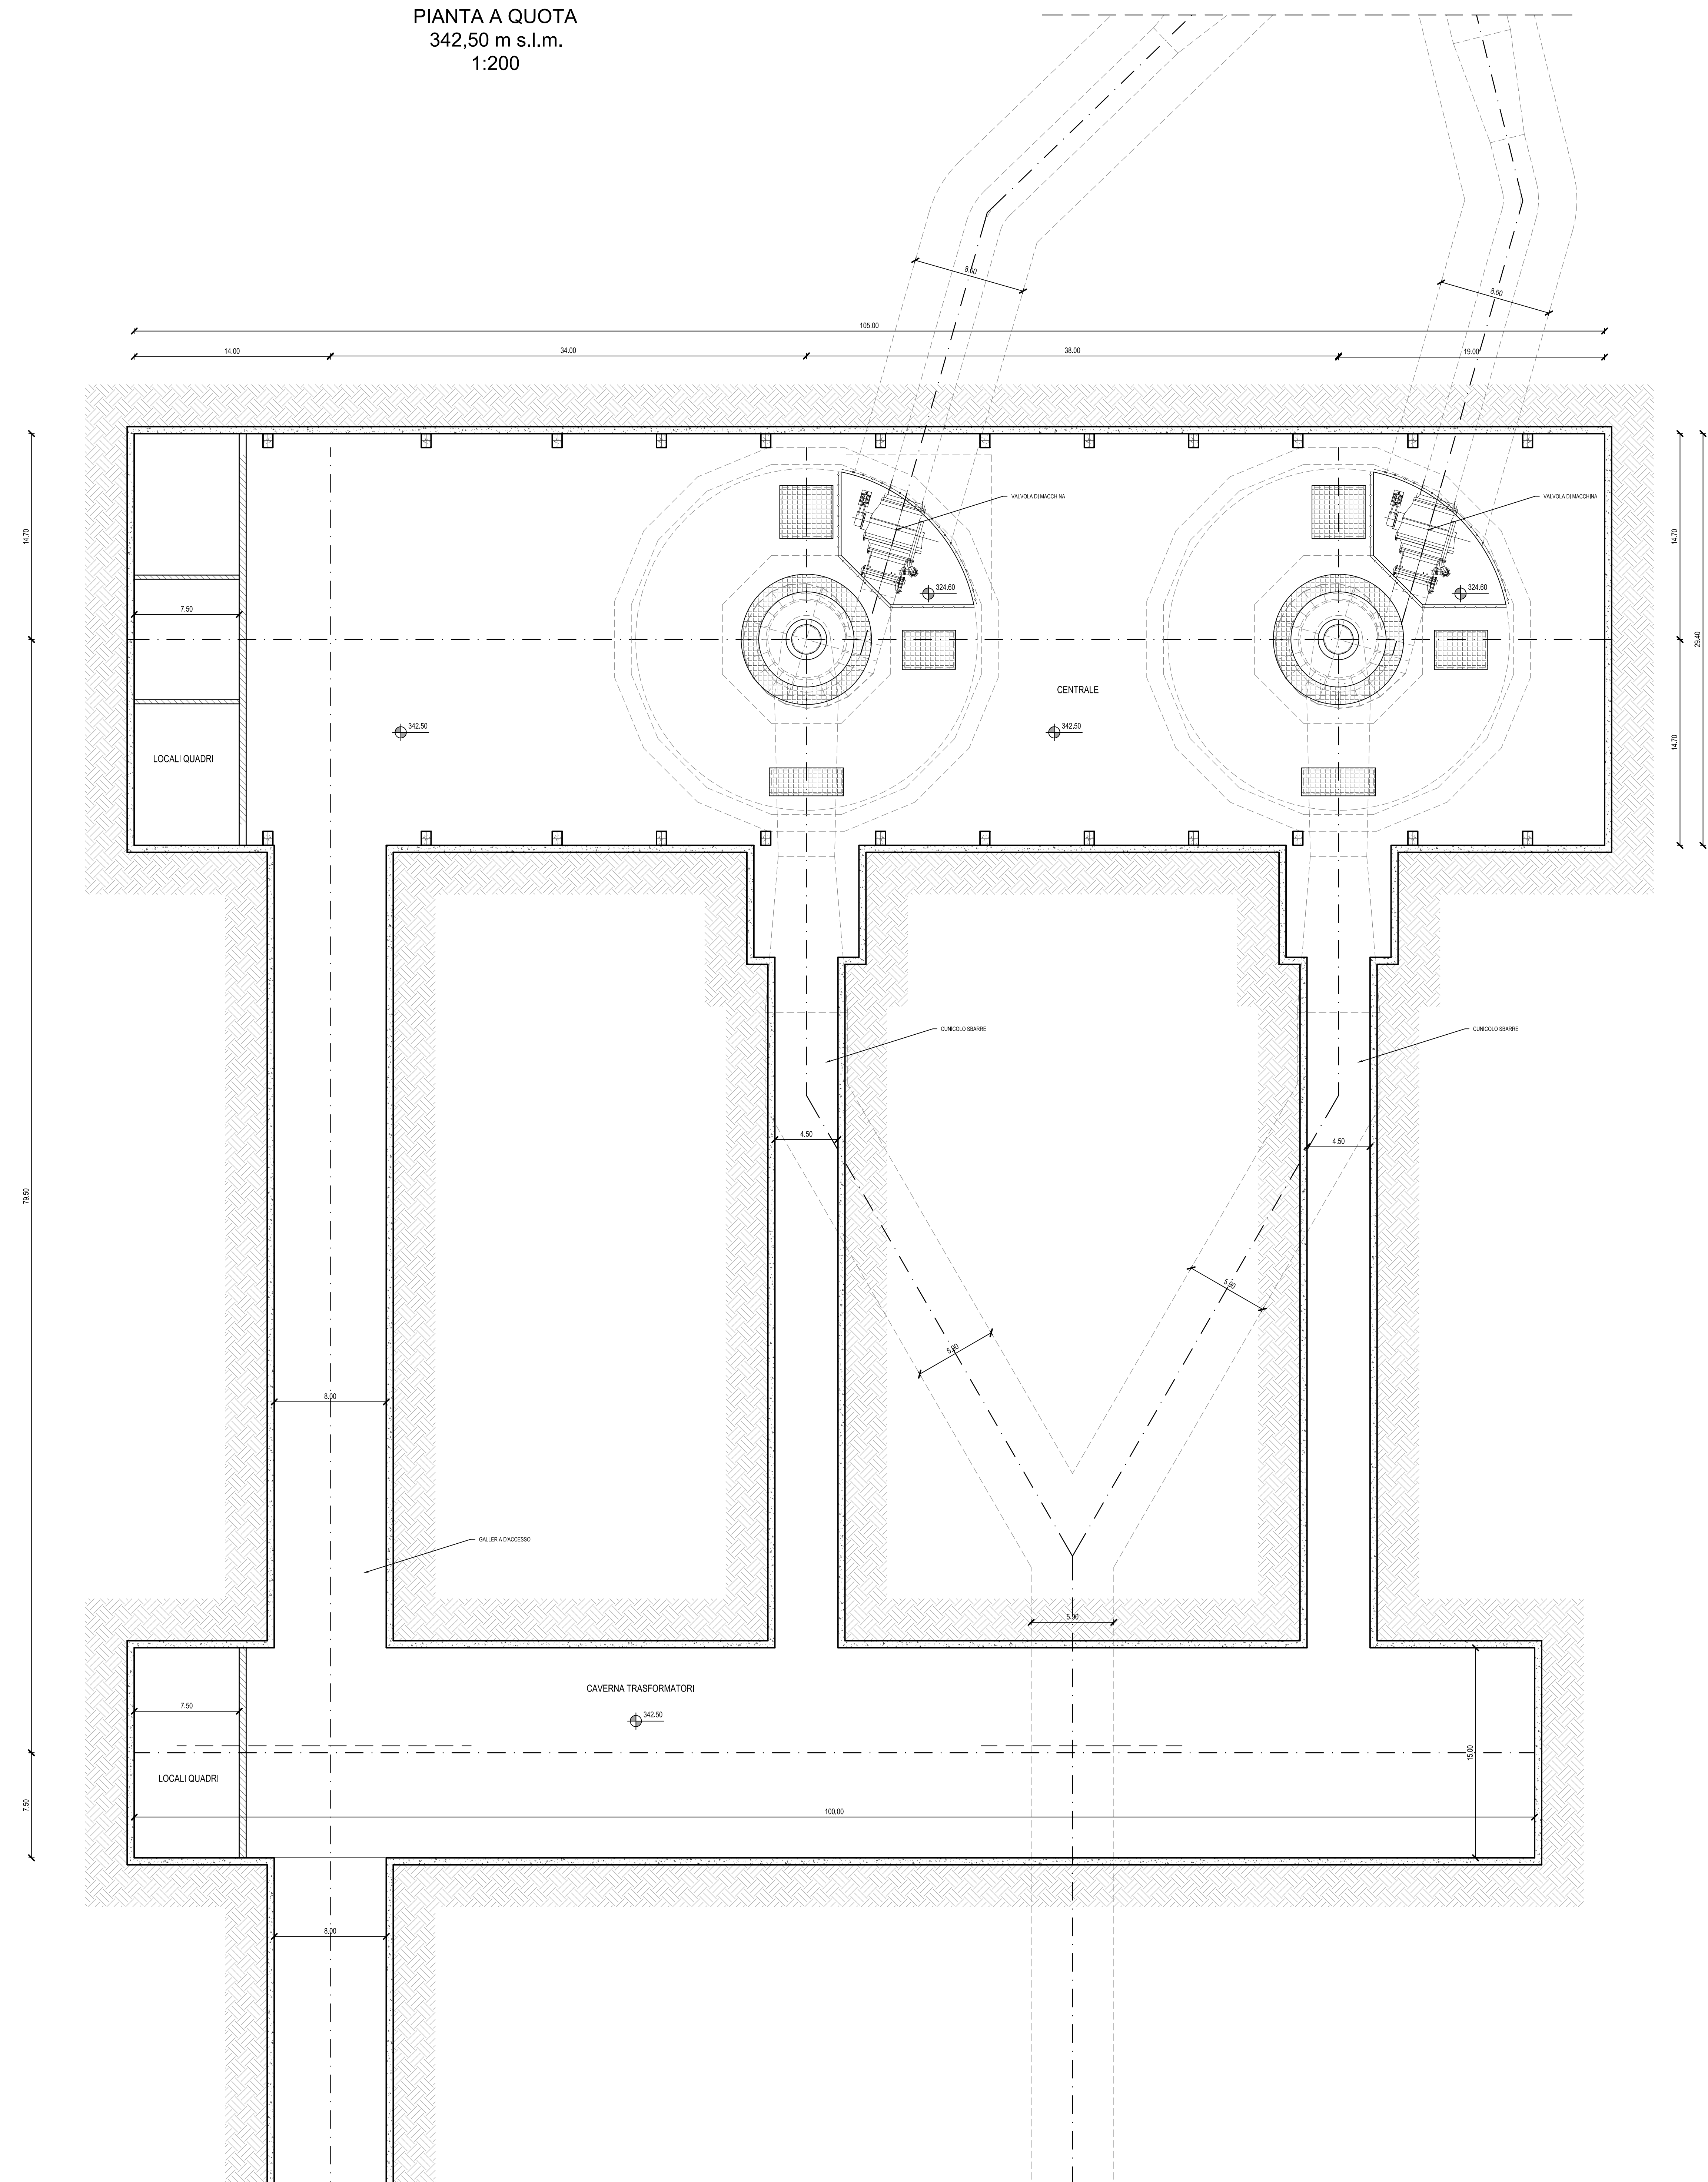 PIANTA A QUOTA
342,50 m s.l.m.
1:200
8.00
8.00
105.00
14.00
34.00
38.00
19.00
VALVOLA DI MACCHINA
VALVOLA DI MACCHINA
14,70
14,70
7.50
324.60
324.60
29,40
CENTRALE
342,50
342.50
14,70
LOCALI QUADRI
CUNICOLO SBARRE
CUNICOLO SBARRE
4.50
4.50
79.50
5.90
5.90
8.00
GALLERIA D'ACCESSO
5.90
CAVERNA TRASFORMATORI
7.50
342.50
15.00
LOCALI QUADRI
7.50
100,00
8.00